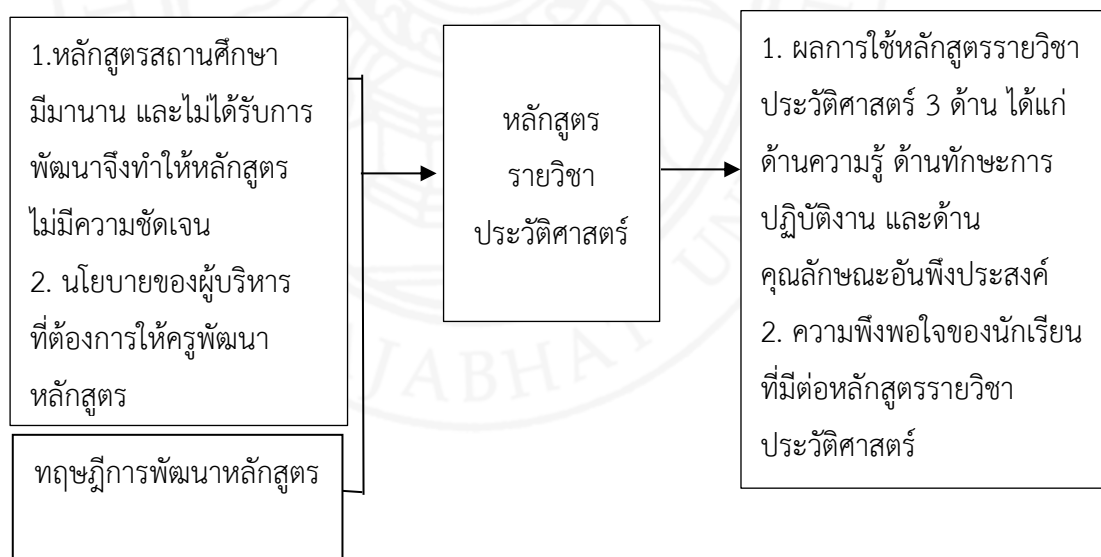 1.หลักสูตรสถานศึกษา
มีมานาน และไม่ได้รับการ
พัฒนาจึงทำให้หลักสูตร
ไม่มีความชัดเจน
2. นโยบายของผู้บริหาร
ที่ต้องการให้ครูพัฒนา
หลักสูตร
ทฤษฎีการพัฒนาหลักสูตร
หลักสูตร
รายวิชา
ประวัติศาสตร์
1. ผลการใช้หลักสูตรรายวิชา
ประวัติศาสตร์ 3 ด้าน ได้แก่
ด้านความรู้ ด้านทักษะการ
ปฏิบัติงาน และด้าน
คุณลักษณะอันพึงประสงค์
2. ความพึงพอใจของนักเรียน
ที่มีต่อหลักสูตรรายวิชา
ประวัติศาสตร์
JABHAT UN